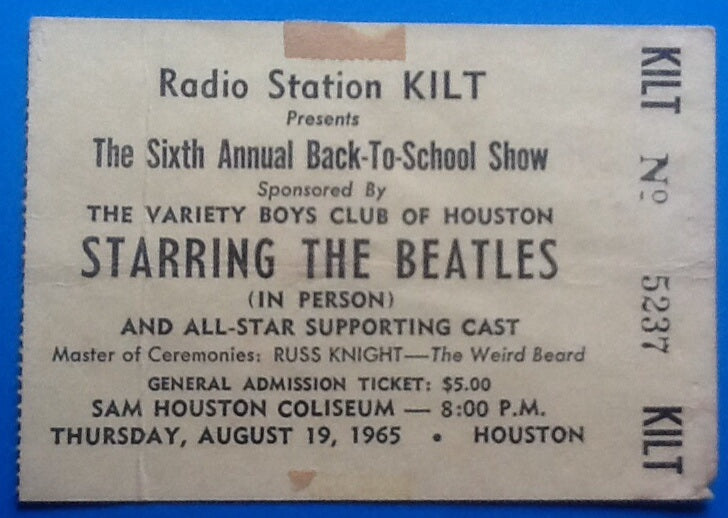 Radio Station KILT
Presents
The Sixth Annual Back-To-School Show
Sponsored By
THE VARIETY BOYS CLUB OF HOUSTON
STARRING THE BEATLES
(IN PERSON)
AND ALL-STAR SUPPORTING CAST
Master of Ceremonies: RUSS KNIGHT—The Weird Beard
GENERAL ADMISSION TICKET: $5.00
SAM HOUSTON COLISEUM — 8:00 P.M.
THURSDAY, AUGUST 19, 1965 • HOUSTON
KILT No 5237 KILT